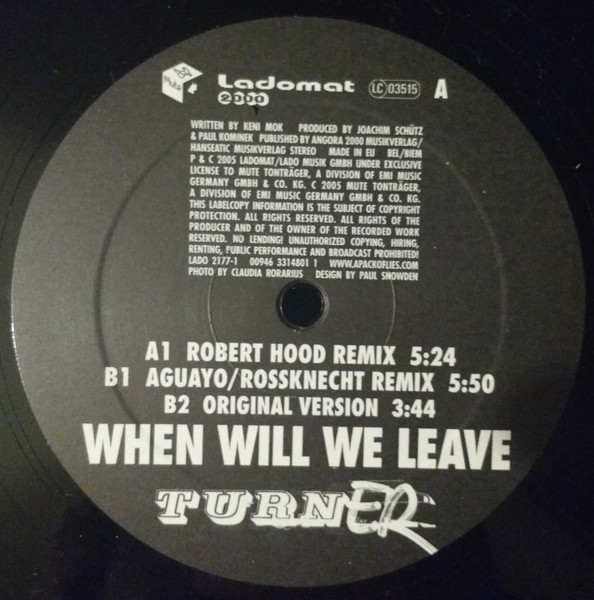 mute
Ladomat
2000
LC 03515
A
WRITTEN BY KENI MOK PRODUCED BY JOACHIM SCHÜTZ
& PAUL KOMINEK PUBLISHED BY ANGORA 2000 MUSIKVERLAG/
HANSEATIC MUSIKVERLAG STEREO MADE IN EU BEL/BIEM
P & C 2005 LADOMAT/LADO MUSIK GMBH UNDER EXCLUSIVE
LICENSE TO MUTE TONTRÄGER, A DIVISION OF EMI MUSIC
GERMANY GMBH & CO. KG. C 2005 MUTE TONTRÄGER,
A DIVISION OF EMI MUSIC GERMANY GMBH & CO. KG.
THIS LABELCOPY INFORMATION IS THE SUBJECT OF COPYRIGHT
PROTECTION. ALL RIGHTS RESERVED. ALL RIGHTS OF THE
PRODUCER AND OF THE OWNER OF THE RECORDED WORK
RESERVED. NO LENDING! UNAUTHORIZED COPYING, HIRING,
RENTING, PUBLIC PERFORMANCE AND BROADCAST PROHIBITED!
LADO 2177-1 00946 3314801 1 WWW.APACKOFLIES.COM
PHOTO BY CLAUDIA RORARIUS DESIGN BY PAUL SNOWDEN
A1 ROBERT HOOD REMIX 5:24
B1 AGUAYO/ROSSKNECHT REMIX 5:50
B2 ORIGINAL VERSION 3:44
WHEN WILL WE LEAVE
TURNER